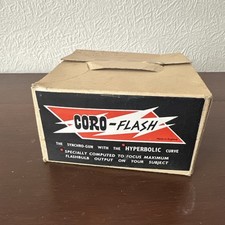 CORO-FLASH
THE SYNCHRO-GUN WITH THE "HYPERBOLIC" CURVE
* SPECIALLY COMPUTED TO FOCUS MAXIMUM
FLASHBULB OUTPUT ON YOUR SUBJECT